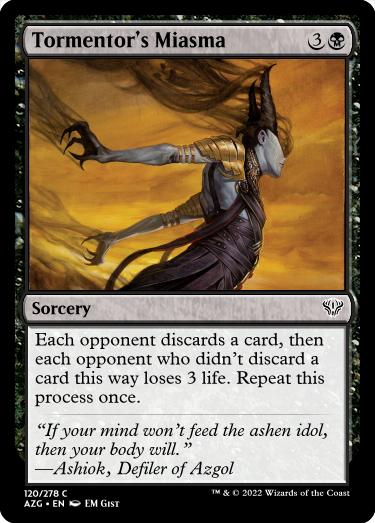 Tormentor's Miasma 3
Sorcery
Each opponent discards a card, then
each opponent who didn't discard a
card this way loses 3 life. Repeat this
process once.
"If your mind won't feed the ashen idol,
then your body will."
—Ashiok, Defiler of Azgol
120/278 C
AZG • EN EM Gist ™ & © 2022 Wizards of the Coast